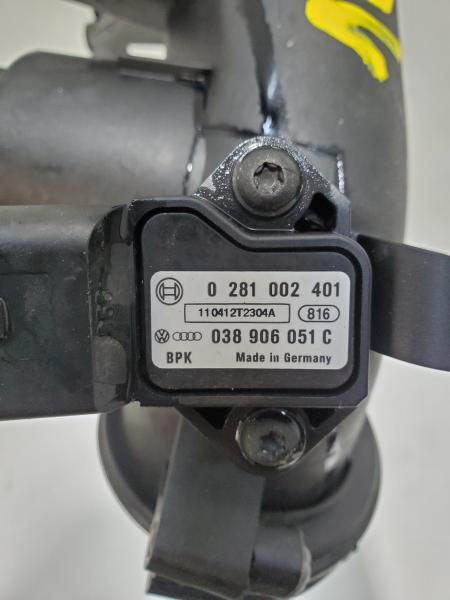 0 281 002 401
110412T2304A 816
038 906 051 C
BPK Made in Germany